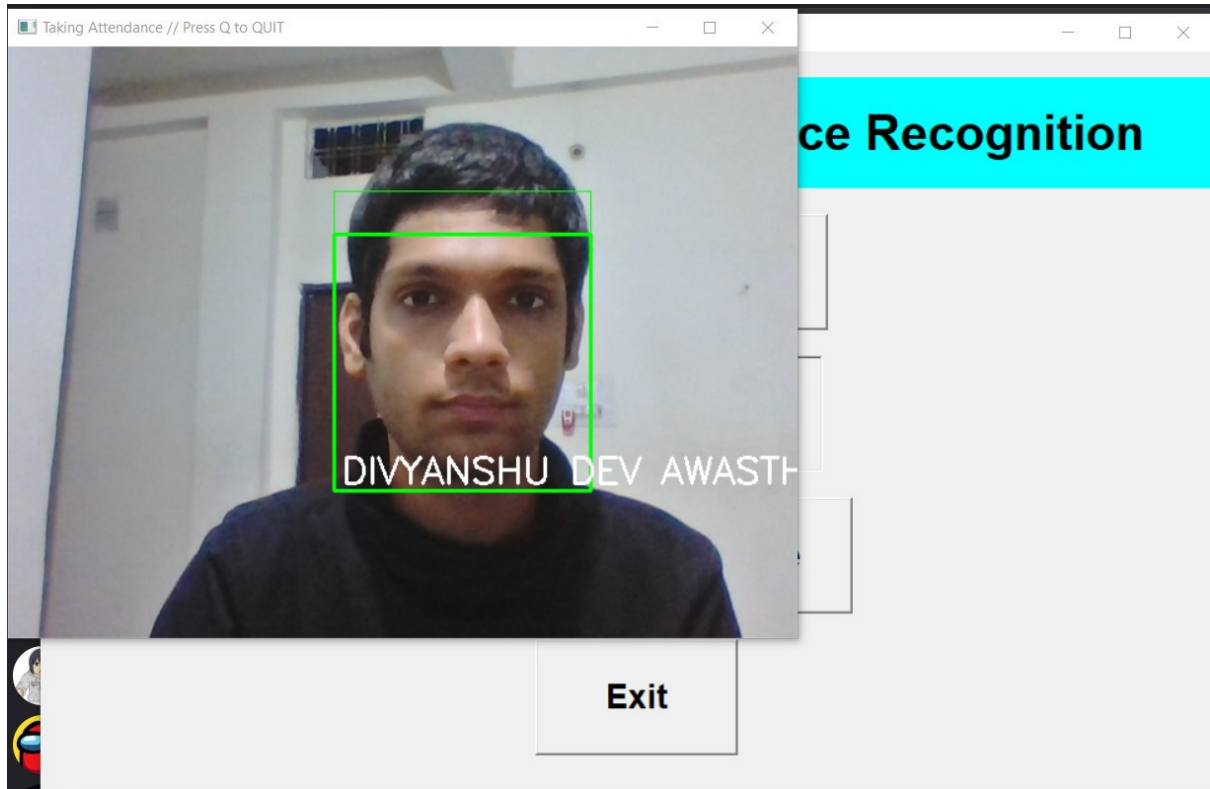 Taking Attendance // Press Q to QUIT
ce Recognition
DIVYANSHU DEV AWASTH
Exit